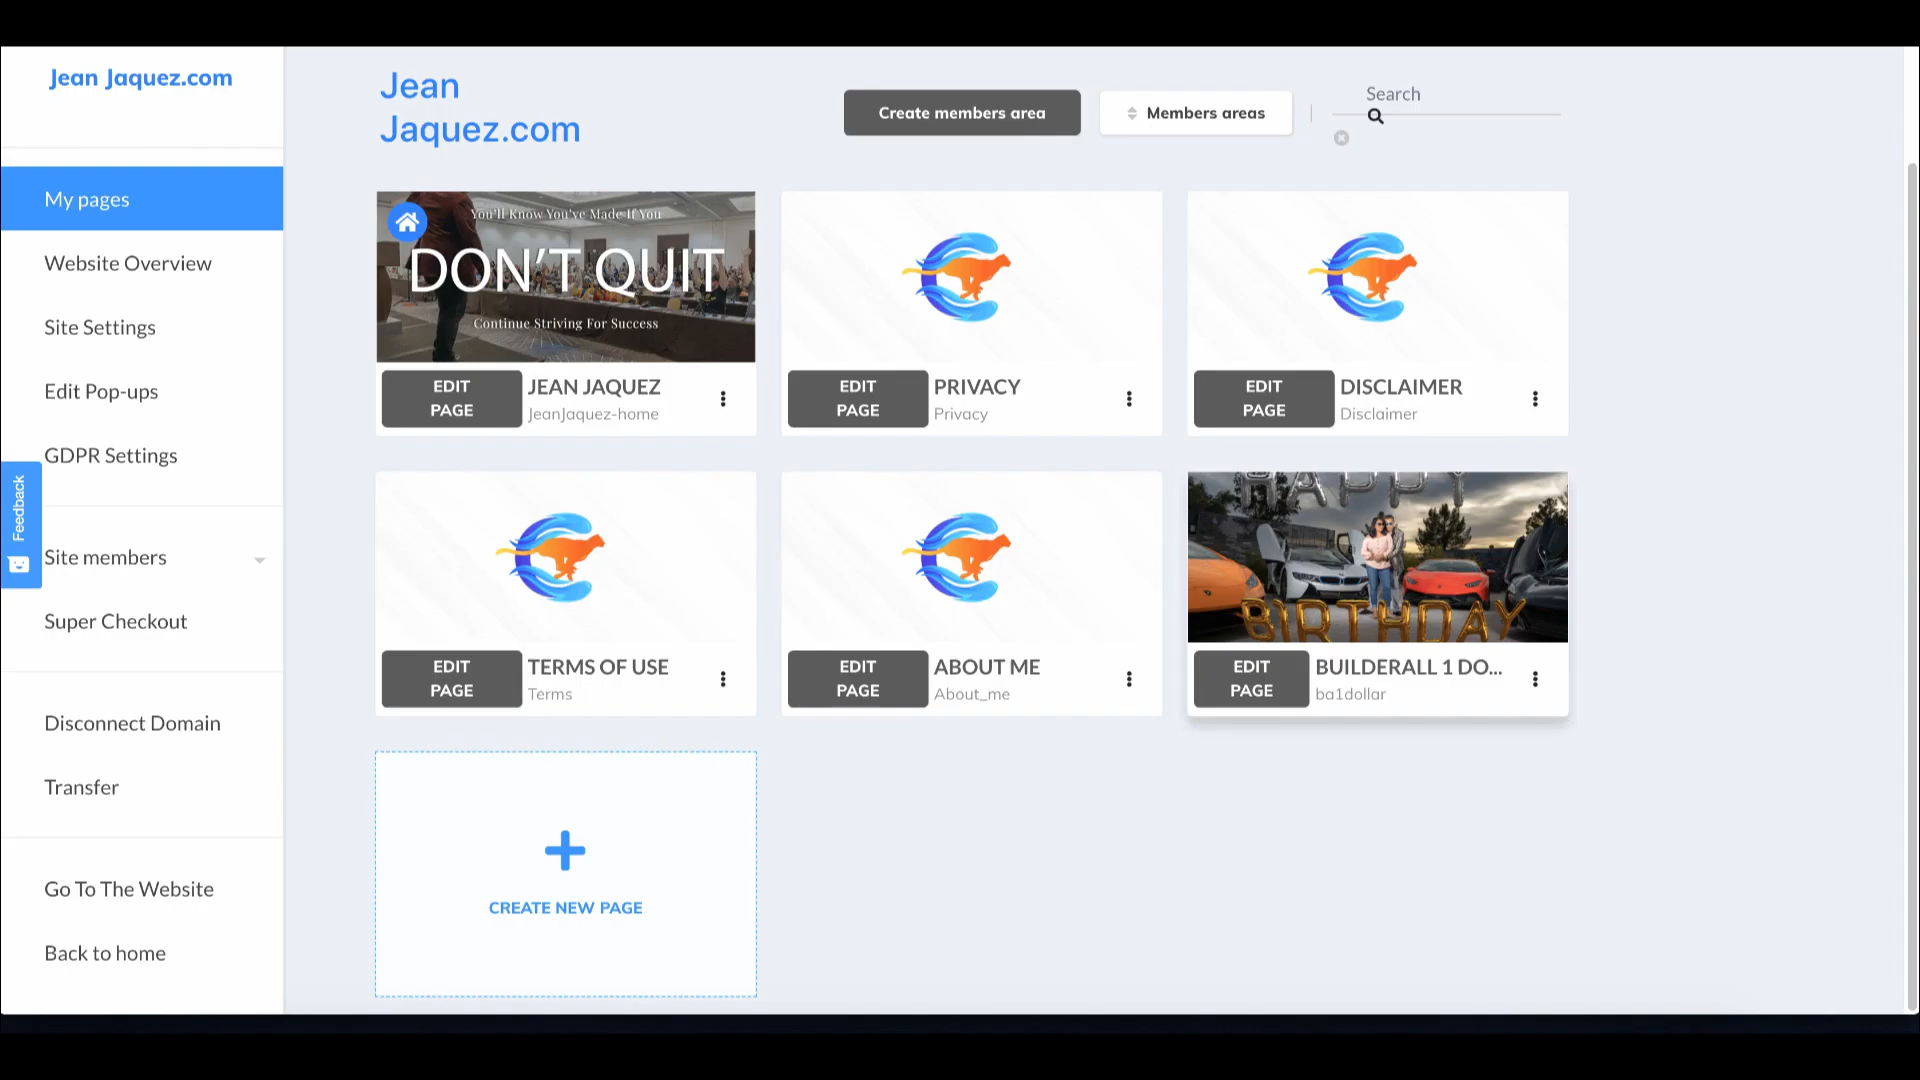 Jean Jaquez.com
My pages
Website Overview
Site Settings
Edit Pop-ups
GDPR Settings
Feedback
Site members
Super Checkout
Disconnect Domain
Transfer
Go To The Website
Back to home
Jean
Jaquez.com
Create members area
Members areas
Search
You'll Know You've Made If You
DON'T QUIT
Continue Striving For Success
EDIT
PAGE
JEAN JAQUEZ
JeanJaquez-home
EDIT
PAGE
PRIVACY
Privacy
EDIT
PAGE
DISCLAIMER
Disclaimer
HAPPY
BIRTHDAY
EDIT
PAGE
TERMS OF USE
Terms
EDIT
PAGE
ABOUT ME
About_me
EDIT
PAGE
BUILDERALL 1 DO...
ba1dollar
CREATE NEW PAGE